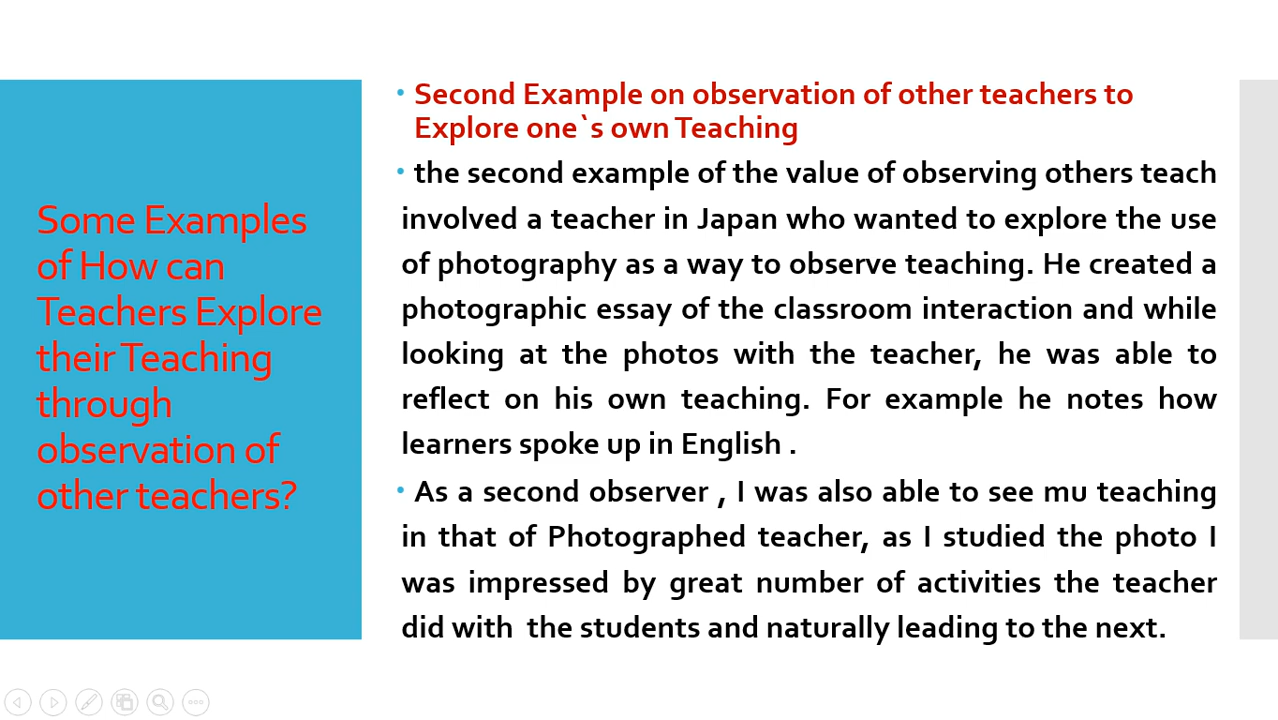 Some Examples
of How can
Teachers Explore
their Teaching
through
observation of
other teachers?
• Second Example on observation of other teachers to
Explore one`s own Teaching
• the second example of the value of observing others teach
involved a teacher in Japan who wanted to explore the use
of photography as a way to observe teaching. He created a
photographic essay of the classroom interaction and while
looking at the photos with the teacher, he was able to
reflect on his own teaching. For example he notes how
learners spoke up in English .
• As a second observer , I was also able to see mu teaching
in that of Photographed teacher, as I studied the photo I
was impressed by great number of activities the teacher
did with  the students and naturally leading to the next.